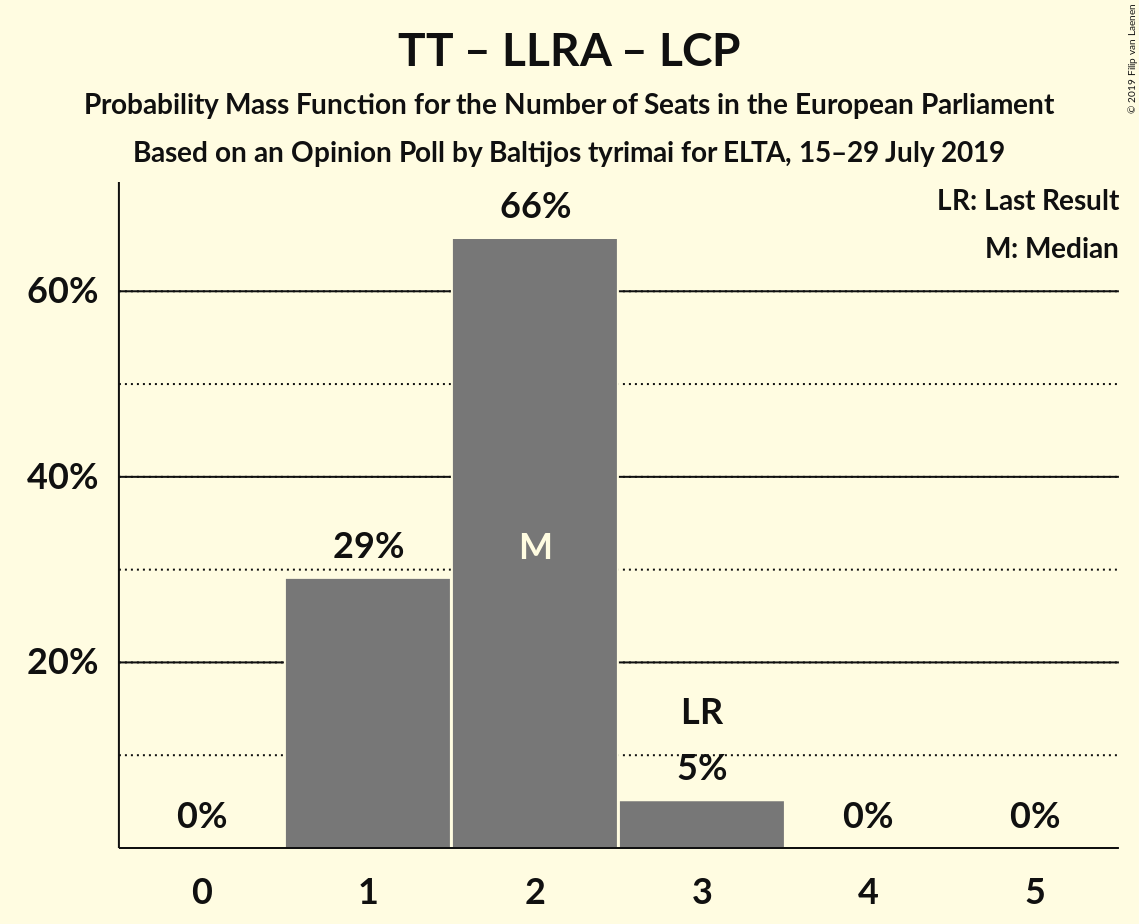 TT – LLRA – LCP
Probability Mass Function for the Number of Seats in the European Parliament
Based on an Opinion Poll by Baltijos tyrimai for ELTA, 15–29 July 2019
© 2019 Filip van Laenen
LR: Last Result
M: Median
66%
60%
40%
29%
M
20%
LR
5%
0%
0%
0%
0
1
2
3
4
5